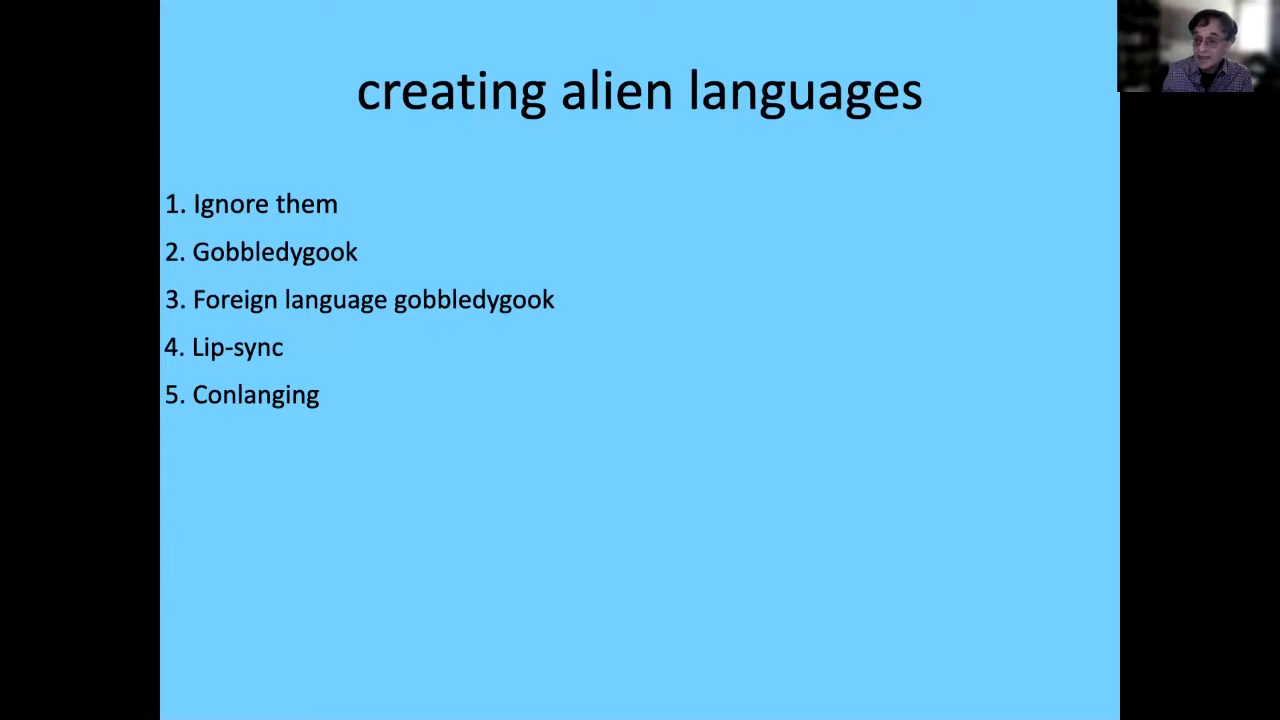 creating alien languages
1. Ignore them
2. Gobbledygook
3. Foreign language gobbledygook
4. Lip-sync
5. Conlanging